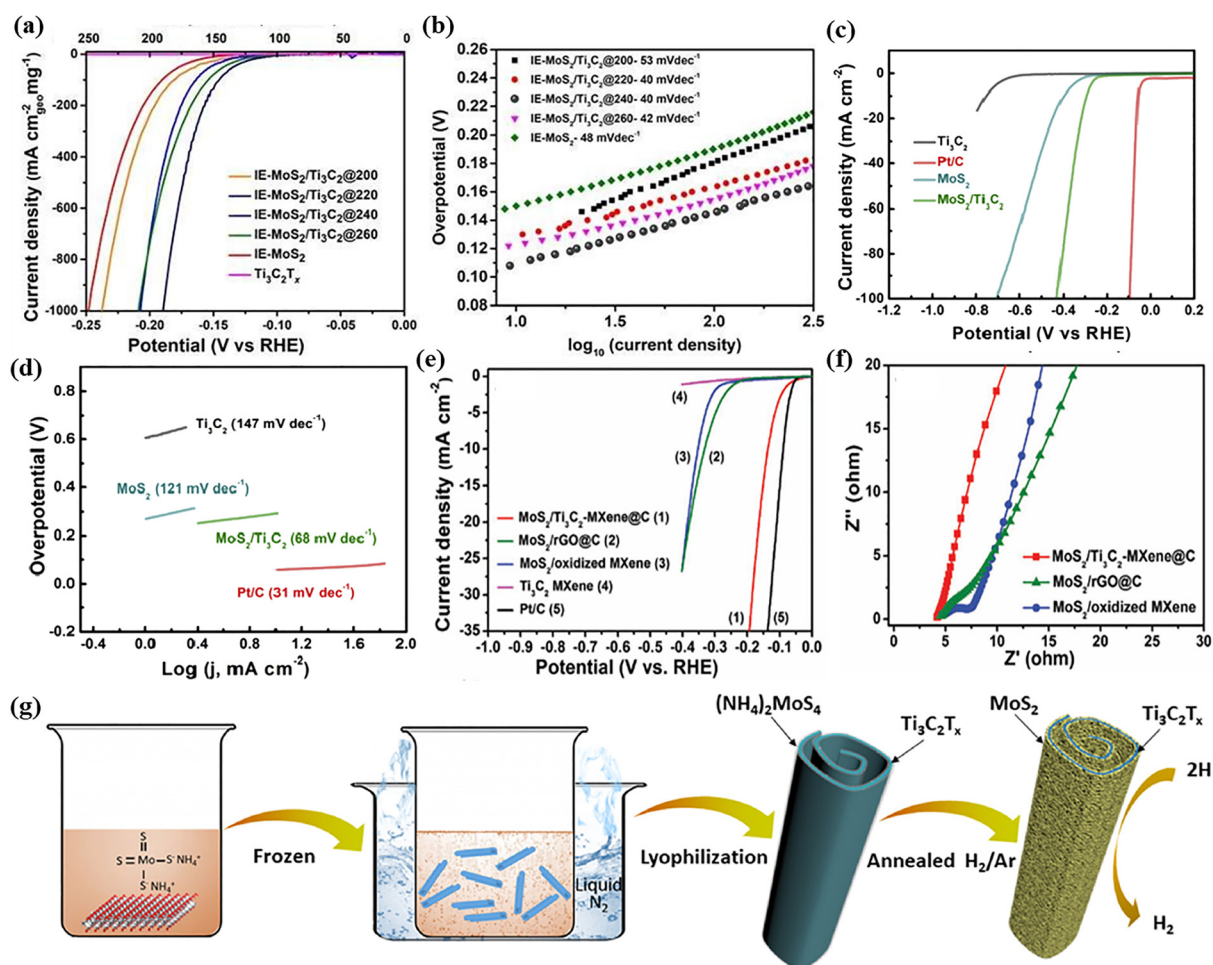 (a)
250 200 150 100 50 0
0
-200
-400
-600
-800
-1000
Current density (mA cm⁻²geo mg⁻¹)
IE-MoS₂/Ti₃C₂@200
IE-MoS₂/Ti₃C₂@220
IE-MoS₂/Ti₃C₂@240
IE-MoS₂/Ti₃C₂@260
IE-MoS₂
Ti₃C₂Tₓ
-0.25 -0.20 -0.15 -0.10 -0.05 0.00
Potential (V vs RHE)
(b)
0.26
0.24
0.22
0.20
0.18
0.16
0.14
0.12
0.10
0.08
Overpotential (V)
IE-MoS₂/Ti₃C₂@200- 53 mVdec⁻¹
IE-MoS₂/Ti₃C₂@220- 40 mVdec⁻¹
IE-MoS₂/Ti₃C₂@240- 40 mVdec⁻¹
IE-MoS₂/Ti₃C₂@260- 42 mVdec⁻¹
IE-MoS₂- 48 mVdec⁻¹
1.0 1.5 2.0 2.5
log₁₀ (current density)
(c)
0
-20
-40
-60
-80
-100
Current density (mA cm⁻²)
Ti₃C₂
Pt/C
MoS₂
MoS₂/Ti₃C₂
-1.2 -1.0 -0.8 -0.6 -0.4 -0.2 0.0 0.2
Potential (V vs RHE)
(d)
0.8
0.6
0.4
0.2
0.0
-0.2
Overpotential (V)
Ti₃C₂ (147 mV dec⁻¹)
MoS₂ (121 mV dec⁻¹)
MoS₂/Ti₃C₂ (68 mV dec⁻¹)
Pt/C (31 mV dec⁻¹)
-0.5 0.0 0.5 1.0 1.5 2.0
Log (j, mA cm⁻²)
(e)
0
-5
-10
-15
-20
-25
-30
-35
Current density (mA cm⁻²)
(4)
(3)
(2)
MoS₂/Ti₃C₂-MXene@C (1)
MoS₂/rGO@C (2)
MoS₂/oxidized MXene (3)
Ti₃C₂ MXene (4)
Pt/C (5)
(1)
(5)
-1.0 -0.9 -0.8 -0.7 -0.6 -0.5 -0.4 -0.3 -0.2 -0.1 0.0
Potential (V vs. RHE)
(f)
20
15
10
5
0
Z'' (ohm)
MoS₂/Ti₃C₂-MXene@C
MoS₂/rGO@C
MoS₂/oxidized MXene
0 5 10 15 20 25 30
Z' (ohm)
(g)
S
S=Mo—S⁻NH₄⁺
S⁻NH₄⁺
Frozen
Liquid
N₂
Lyophilization
(NH₄)₂MoS₄
Ti₃C₂Tₓ
Annealed H₂/Ar
MoS₂
Ti₃C₂Tₓ
2H
H₂